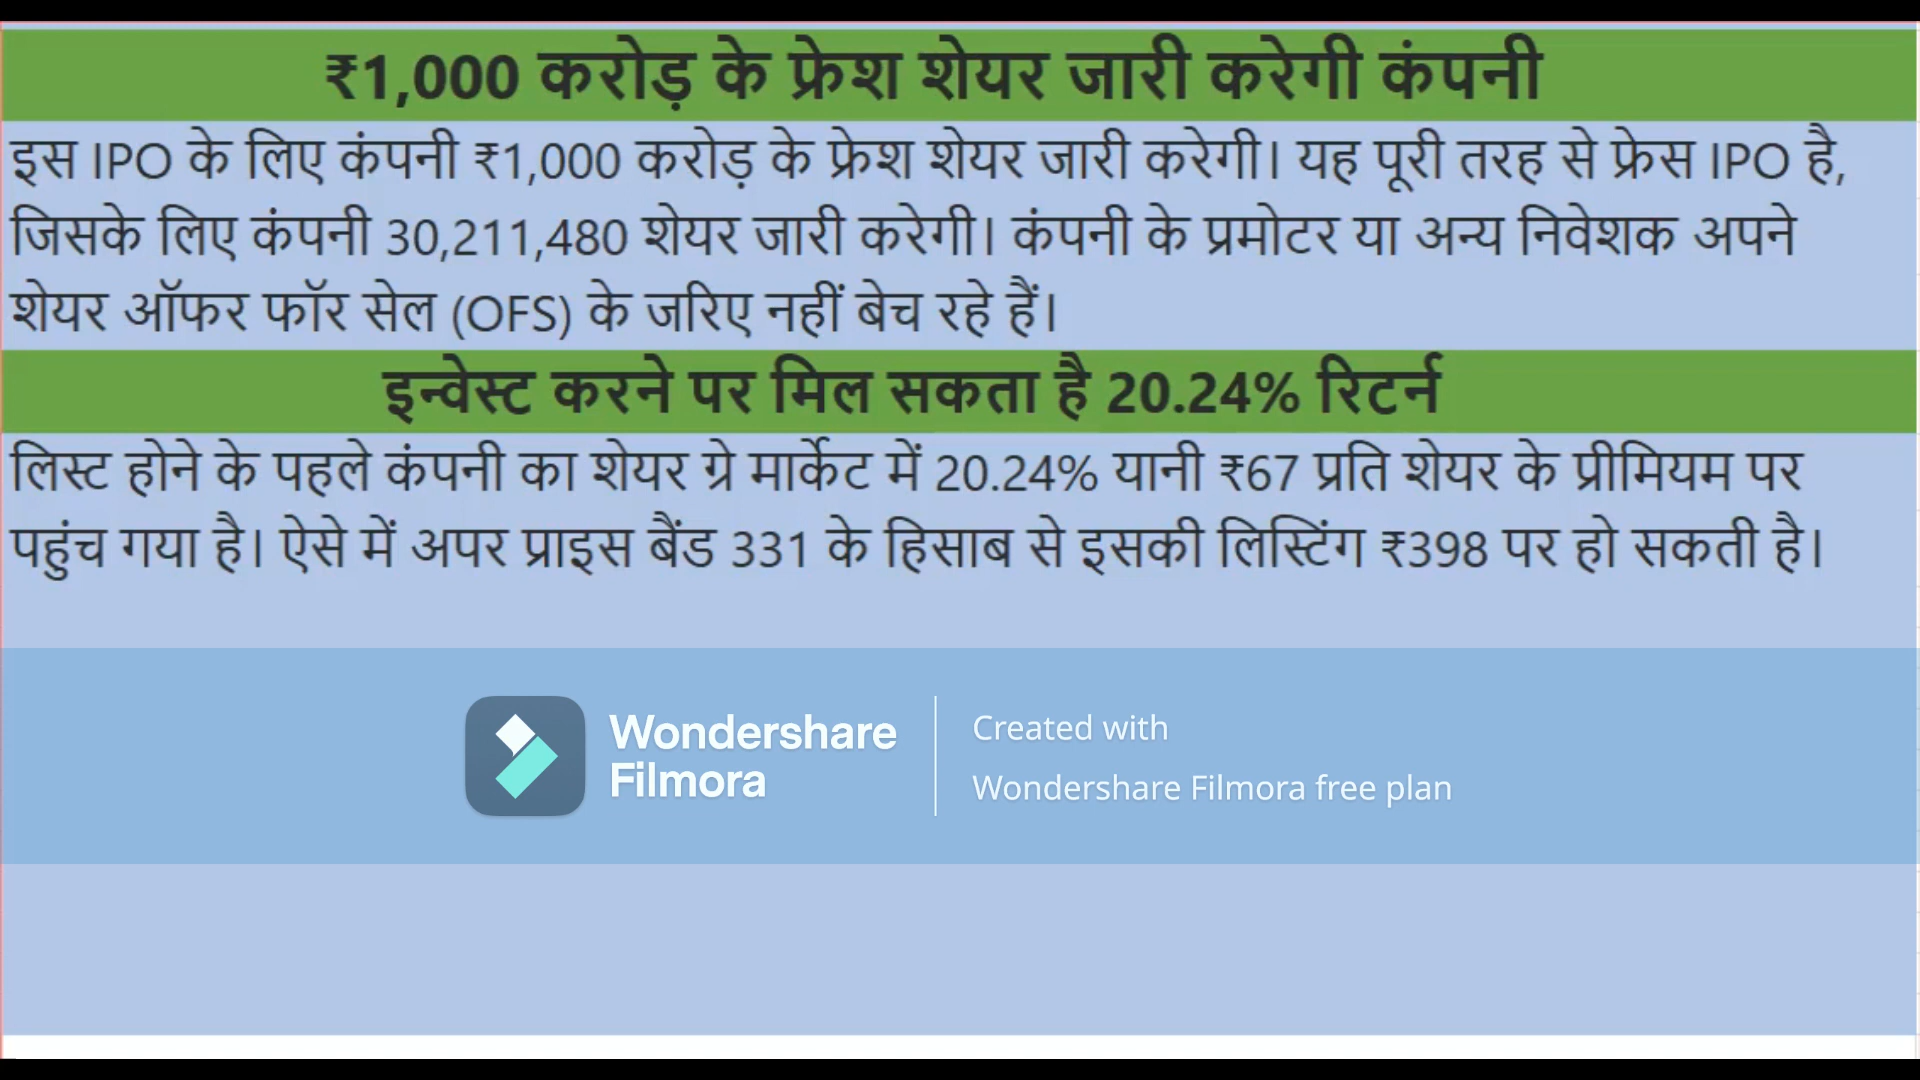 ₹1,000 करोड़ के फ्रेश शेयर जारी करेगी कंपनी
इस IPO के लिए कंपनी ₹1,000 करोड़ के फ्रेश शेयर जारी करेगी। यह पूरी तरह से फ्रेस IPO है,
जिसके लिए कंपनी 30,211,480 शेयर जारी करेगी। कंपनी के प्रमोटर या अन्य निवेशक अपने
शेयर ऑफर फॉर सेल (OFS) के जरिए नहीं बेच रहे हैं।
इन्वेस्ट करने पर मिल सकता है 20.24% रिटर्न
लिस्ट होने के पहले कंपनी का शेयर ग्रे मार्केट में 20.24% यानी ₹67 प्रति शेयर के प्रीमियम पर
पहुंच गया है। ऐसे में अपर प्राइस बैंड 331 के हिसाब से इसकी लिस्टिंग ₹398 पर हो सकती है।
Wondershare
Filmora
Created with
Wondershare Filmora free plan